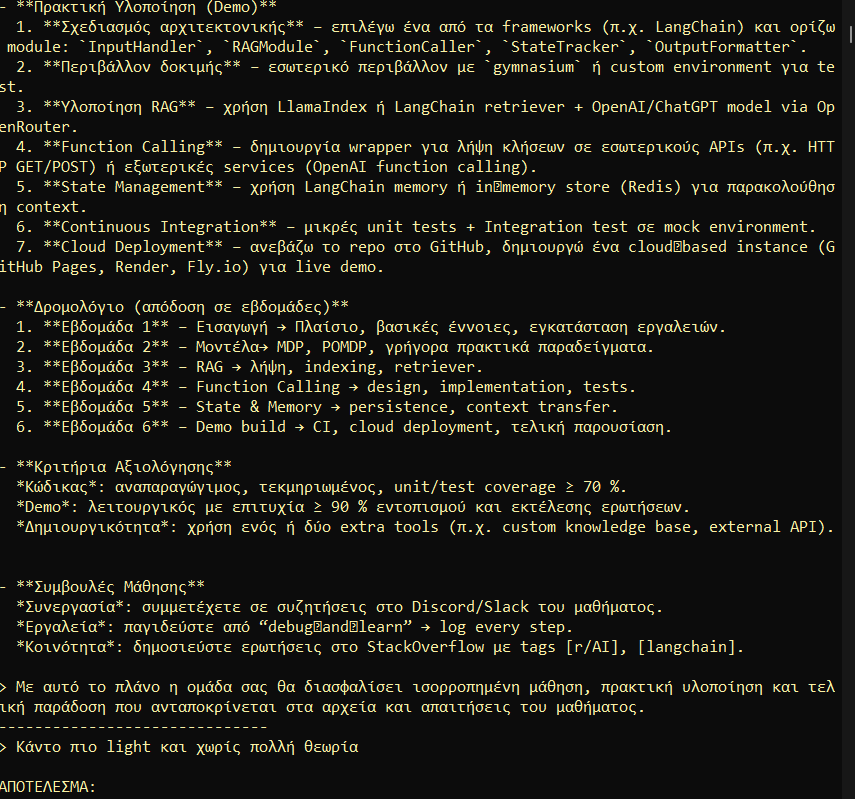 - **Πρακτική Υλοποίηση (Demo)**
  1. **Σχεδιασμός αρχιτεκτονικής** – επιλέγω ένα από τα frameworks (π.χ. LangChain) και ορίζω
 module: `InputHandler`, `RAGModule`, `FunctionCaller`, `StateTracker`, `OutputFormatter`.
  2. **Περιβάλλον δοκιμής** – εσωτερικό περιβάλλον με `gymnasium` ή custom environment για te
st.
  3. **Υλοποίηση RAG** – χρήση LlamaIndex ή LangChain retriever + OpenAI/ChatGPT model via Op
enRouter.
  4. **Function Calling** – δημιουργία wrapper για λήψη κλήσεων σε εσωτερικούς APIs (π.χ. HTT
P GET/POST) ή εξωτερικές services (OpenAI function calling).
  5. **State Management** – χρήση LangChain memory ή in�memory store (Redis) για παρακολούθησ
η context.
  6. **Continuous Integration** – μικρές unit tests + Integration test σε mock environment.
  7. **Cloud Deployment** – ανεβάζω το repo στο GitHub, δημιουργώ ένα cloud�based instance (G
itHub Pages, Render, Fly.io) για live demo.
- **Δρομολόγιο (απόδοση σε εβδομάδες)**
  1. **Εβδομάδα 1** – Εισαγωγή → Πλαίσιο, βασικές έννοιες, εγκατάσταση εργαλειών.
  2. **Εβδομάδα 2** – Μοντέλα→ MDP, POMDP, γρήγορα πρακτικά παραδείγματα.
  3. **Εβδομάδα 3** – RAG → λήψη, indexing, retriever.
  4. **Εβδομάδα 4** – Function Calling → design, implementation, tests.
  5. **Εβδομάδα 5** – State & Memory → persistence, context transfer.
  6. **Εβδομάδα 6** – Demo build → CI, cloud deployment, τελική παρουσίαση.
- **Κριτήρια Αξιολόγησης**
  *Κώδικας*: αναπαραγώγιμος, τεκμηριωμένος, unit/test coverage ≥ 70 %.
  *Demo*: λειτουργικός με επιτυχία ≥ 90 % εντοπισμού και εκτέλεσης ερωτήσεων.
  *Δημιουργικότητα*: χρήση ενός ή δύο extra tools (π.χ. custom knowledge base, external API).
- **Συμβουλές Μάθησης**
  *Συνεργασία*: συμμετέχετε σε συζητήσεις στο Discord/Slack του μαθήματος.
  *Εργαλεία*: παγιδεύστε από “debug�and�learn” → log every step.
  *Κοινότητα*: δημοσιεύστε ερωτήσεις στο StackOverflow με tags [r/AI], [langchain].
> Με αυτό το πλάνο η ομάδα σας θα διασφαλίσει ισορροπημένη μάθηση, πρακτική υλοποίηση και τελ
ική παράδοση που ανταποκρίνεται στα αρχεία και απαιτήσεις του μαθήματος.
------------------------------
> Κάντο πιο light και χωρίς πολλή θεωρία
ΑΠΟΤΕΛΕΣΜΑ: